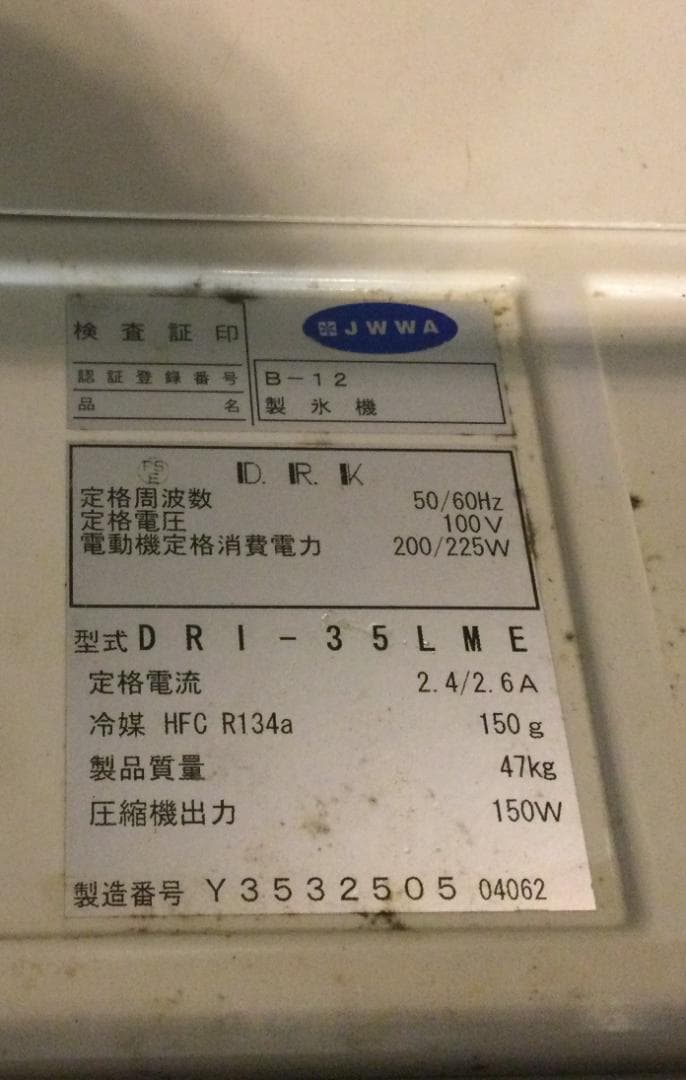 検査証印 JWWA
認証登録番号 B-12
品名 製氷機
PSE D.R.K
定格周波数 50/60Hz
定格電圧 100V
電動機定格消費電力 200/225W
型式 DRI-35LME
定格電流 2.4/2.6A
冷媒 HFC R134a 150g
製品質量 47kg
圧縮機出力 150W
製造番号 Y3532505 04062